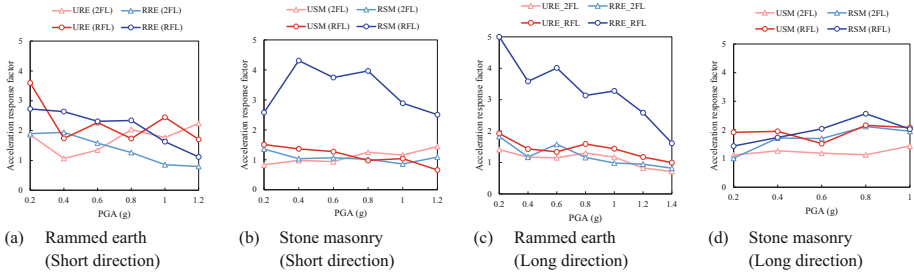 URE (2FL) RRE (2FL)
URE (RFL) RRE (RFL)
Acceleration response factor
5
4
3
2
1
0
0.2 0.4 0.6 0.8 1 1.2
PGA (g)
(a) Rammed earth
(Short direction)
USM (2FL) RSM (2FL)
USM (RFL) RSM (RFL)
Acceleration response factor
5
4
3
2
1
0
0.2 0.4 0.6 0.8 1.0 1.2
PGA (g)
(b) Stone masonry
(Short direction)
URE_2FL RRE_2FL
URE_RFL RRE_RFL
Acceleration response factor
5
4
3
2
1
0
0.2 0.4 0.6 0.8 1 1.2 1.4
PGA (g)
(c) Rammed earth
(Long direction)
USM (2FL) RSM (2FL)
USM (RFL) RSM (RFL)
Acceleration response factor
5
4
3
2
1
0
0.2 0.4 0.6 0.8 1
PGA (g)
(d) Stone masonry
(Long direction)